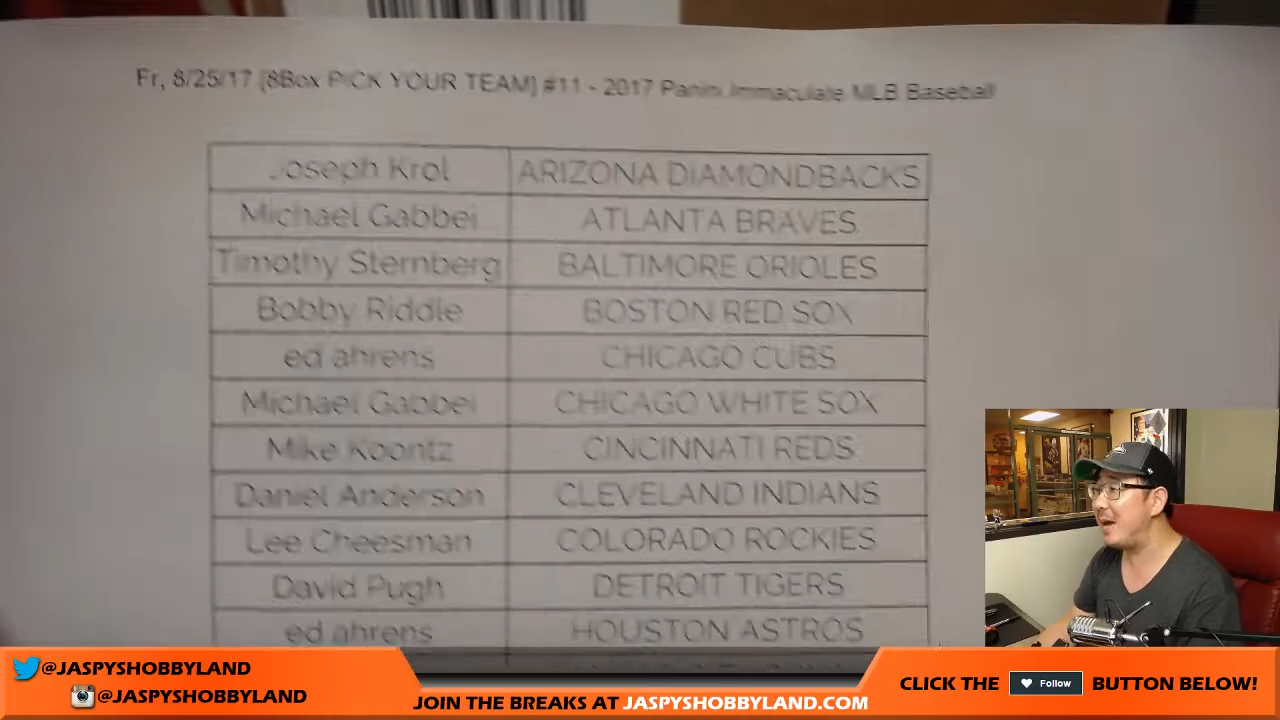 Fr, 8/25/17 [8Box PICK YOUR TEAM] #11 - 2017 Panini Immaculate MLB Baseball
Joseph Krol ARIZONA DIAMONDBACKS
Michael Gabbei ATLANTA BRAVES
Timothy Sternberg BALTIMORE ORIOLES
Bobby Riddle BOSTON RED SOX
ed ahrens CHICAGO CUBS
Michael Gabbei CHICAGO WHITE SOX
Mike Koontz CINCINNATI REDS
Daniel Anderson CLEVELAND INDIANS
Lee Cheesman COLORADO ROCKIES
David Pugh DETROIT TIGERS
ed ahrens HOUSTON ASTROS
@JASPYSHOBBYLAND
@JASPYSHOBBYLAND
JOIN THE BREAKS AT JASPYSHOBBYLAND.COM
CLICK THE Follow BUTTON BELOW!